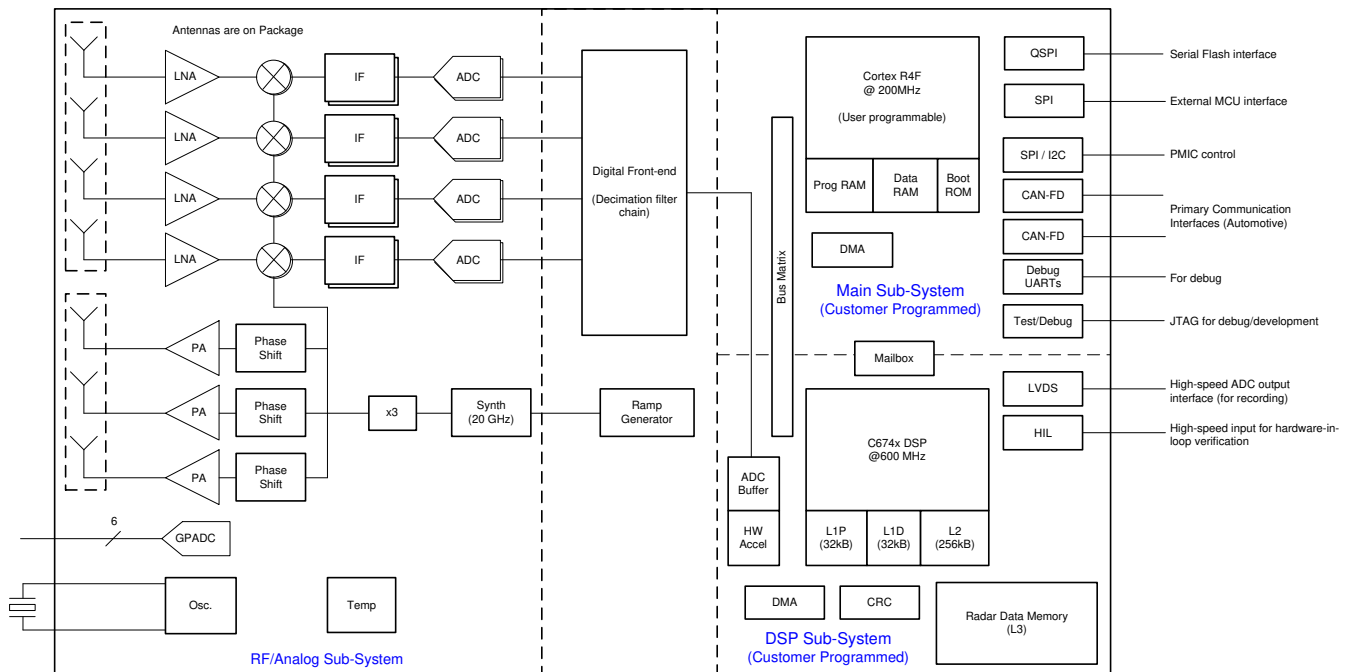 Antennas are on Package
LNA
IF
ADC
LNA
IF
ADC
LNA
IF
ADC
LNA
IF
ADC
Digital Front-end
(Decimation filter
chain)
PA
Phase
Shift
PA
Phase
Shift
PA
Phase
Shift
x3
Synth
(20 GHz)
Ramp
Generator
6
GPADC
Osc.
Temp
RF/Analog Sub-System
Bus Matrix
Cortex R4F
@ 200MHz
(User programmable)
Prog RAM
Data
RAM
Boot
ROM
DMA
Main Sub-System
(Customer Programmed)
Mailbox
QSPI
Serial Flash interface
SPI
External MCU interface
SPI / I2C
PMIC control
CAN-FD
CAN-FD
Primary Communication
Interfaces (Automotive)
Debug
UARTs
For debug
Test/Debug
JTAG for debug/development
LVDS
High-speed ADC output
interface (for recording)
HIL
High-speed input for hardware-in-
loop verification
C674x DSP
@600 MHz
L1P
(32kB)
L1D
(32kB)
L2
(256kB)
ADC
Buffer
HW
Accel
DMA
CRC
Radar Data Memory
(L3)
DSP Sub-System
(Customer Programmed)